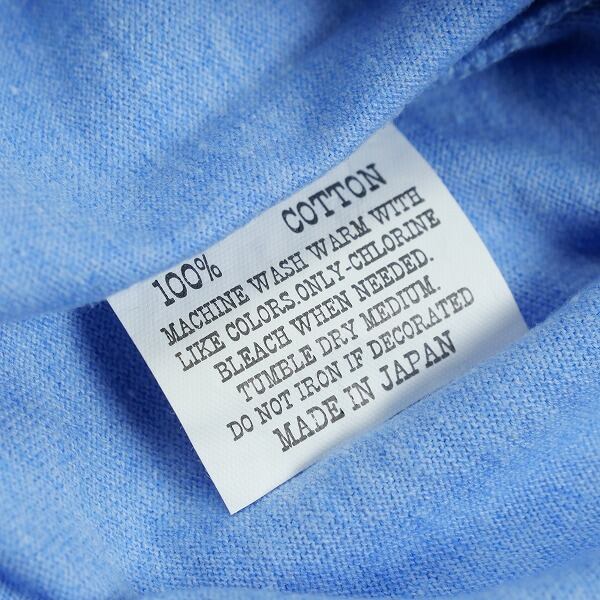 100% COTTON
MACHINE WASH WARM WITH
LIKE COLORS.ONLY-CHLORINE
BLEACH WHEN NEEDED.
TUMBLE DRY MEDIUM.
DO NOT IRON IF DECORATED
MADE IN JAPAN